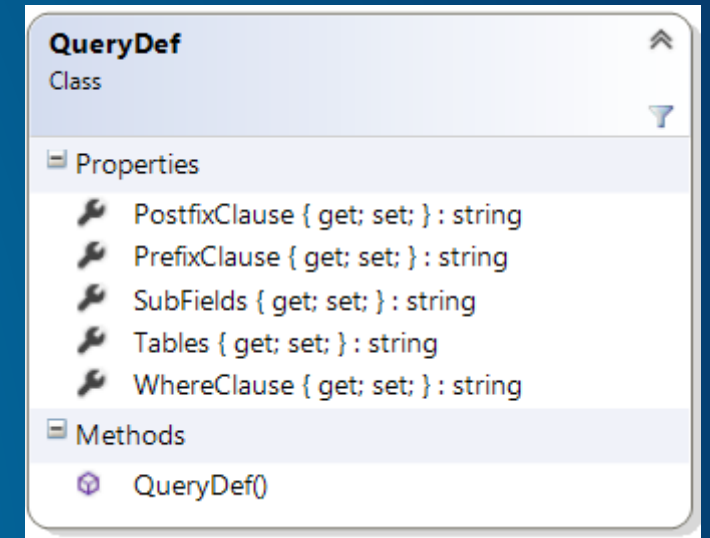 QueryDef
Class
Properties
PostfixClause { get; set; } : string
PrefixClause { get; set; } : string
SubFields { get; set; } : string
Tables { get; set; } : string
WhereClause { get; set; } : string
Methods
QueryDef()